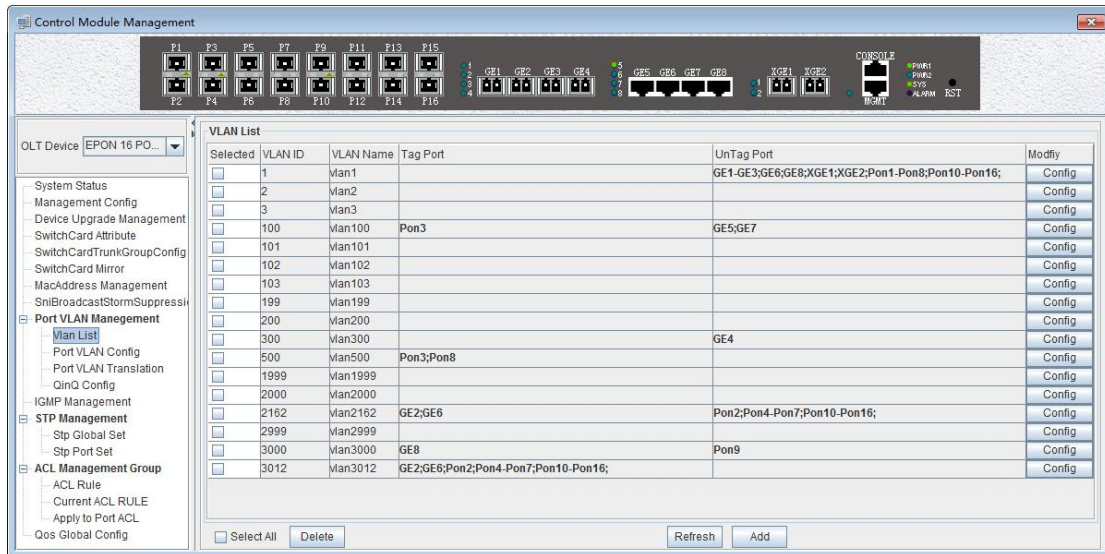 Control Module Management
P1 P3 P5 P7 P9 P11 P13 P15
CONSOLE
1 GE1 GE2 GE3 GE4 5 GE5 GE6 GE7 GE8 XGE1 XGE2 PWR1
2 6 1 PWR2
3 7 2 SYS
4 8 ALARM RST
P2 P4 P6 P8 P10 P12 P14 P16 MGMT
OLT Device EPON 16 PO...
System Status
Management Config
Device Upgrade Management
SwitchCard Attribute
SwitchCardTrunkGroupConfig
SwitchCard Mirror
MacAddress Management
SniBroadcastStormSuppressi
Port VLAN Manegement
Vlan List
Port VLAN Config
Port VLAN Translation
QinQ Config
IGMP Management
STP Management
Stp Global Set
Stp Port Set
ACL Management Group
ACL Rule
Current ACL RULE
Apply to Port ACL
Qos Global Config
VLAN List
Selected VLAN ID VLAN Name Tag Port UnTag Port Modfiy
1 vlan1 GE1-GE3;GE6;GE8;XGE1;XGE2;Pon1-Pon8;Pon10-Pon16; Config
2 vlan2 Config
3 vlan3 Config
100 vlan100 Pon3 GE5;GE7 Config
101 vlan101 Config
102 vlan102 Config
103 vlan103 Config
199 vlan199 Config
200 vlan200 Config
300 vlan300 GE4 Config
500 vlan500 Pon3;Pon8 Config
1999 vlan1999 Config
2000 vlan2000 Config
2162 vlan2162 GE2;GE6 Pon2;Pon4-Pon7;Pon10-Pon16; Config
2999 vlan2999 Config
3000 vlan3000 GE8 Pon9 Config
3012 vlan3012 GE2;GE6;Pon2;Pon4-Pon7;Pon10-Pon16; Config
Select All Delete Refresh Add